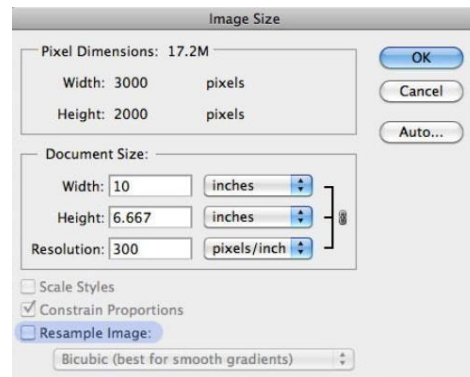 Image Size
Pixel Dimensions: 17.2M
Width: 3000 pixels
Height: 2000 pixels
OK
Cancel
Auto...
Document Size:
Width: 10 inches
Height: 6.667 inches
Resolution: 300 pixels/inch
Scale Styles
Constrain Proportions
Resample Image:
Bicubic (best for smooth gradients)